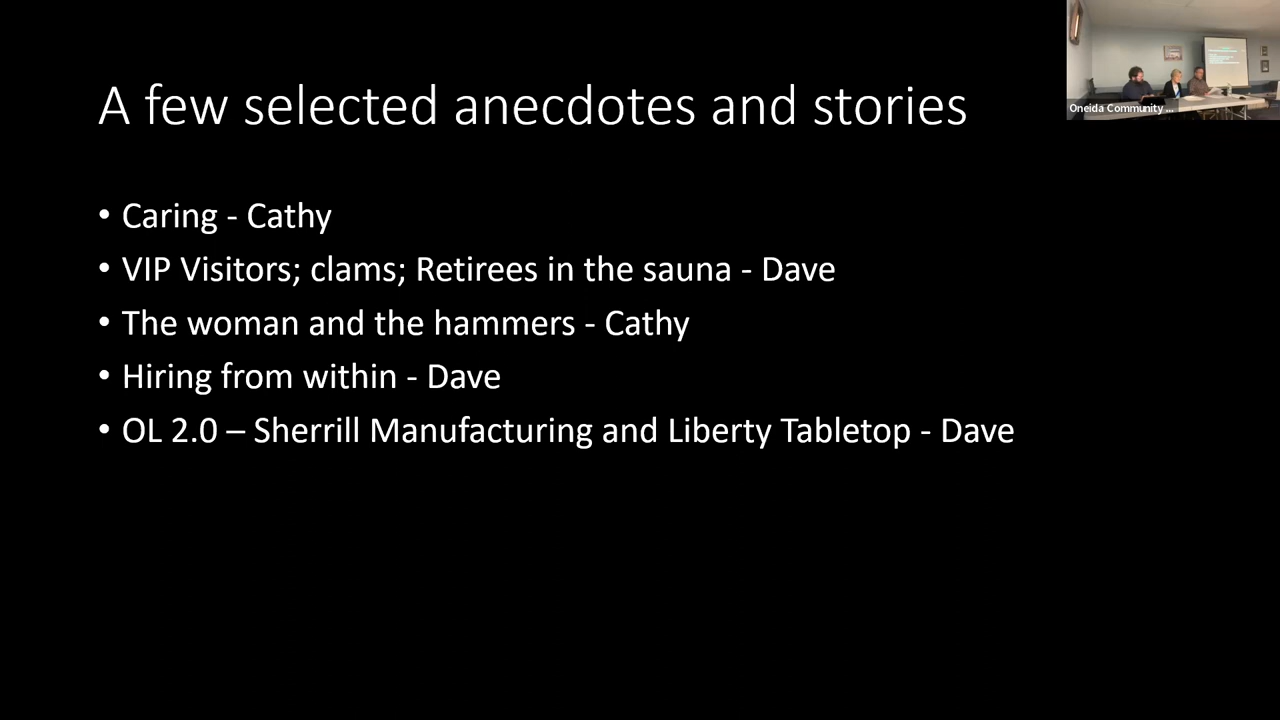 A few selected anecdotes and stories
Oneida Community ...
• Caring - Cathy
• VIP Visitors; clams; Retirees in the sauna - Dave
• The woman and the hammers - Cathy
• Hiring from within - Dave
• OL 2.0 – Sherrill Manufacturing and Liberty Tabletop - Dave